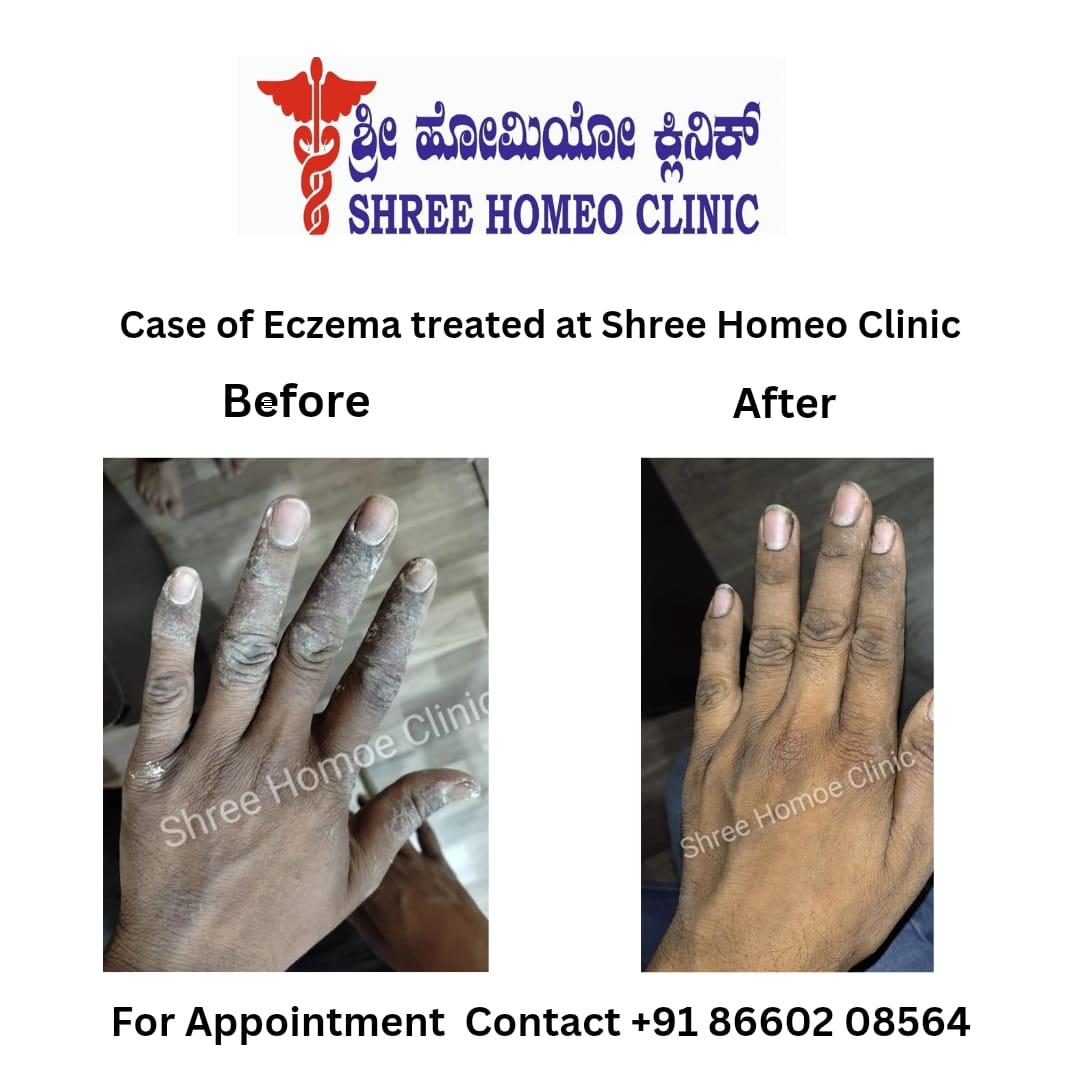 ಶ್ರೀ ಹೋಮಿಯೋ ಕ್ಲಿನಿಕ್
SHREE HOMEO CLINIC
Case of Eczema treated at Shree Homeo Clinic
Before
After
Shree Homoe Clinic
Shree Homoe Clinic
For Appointment Contact +91 86602 08564